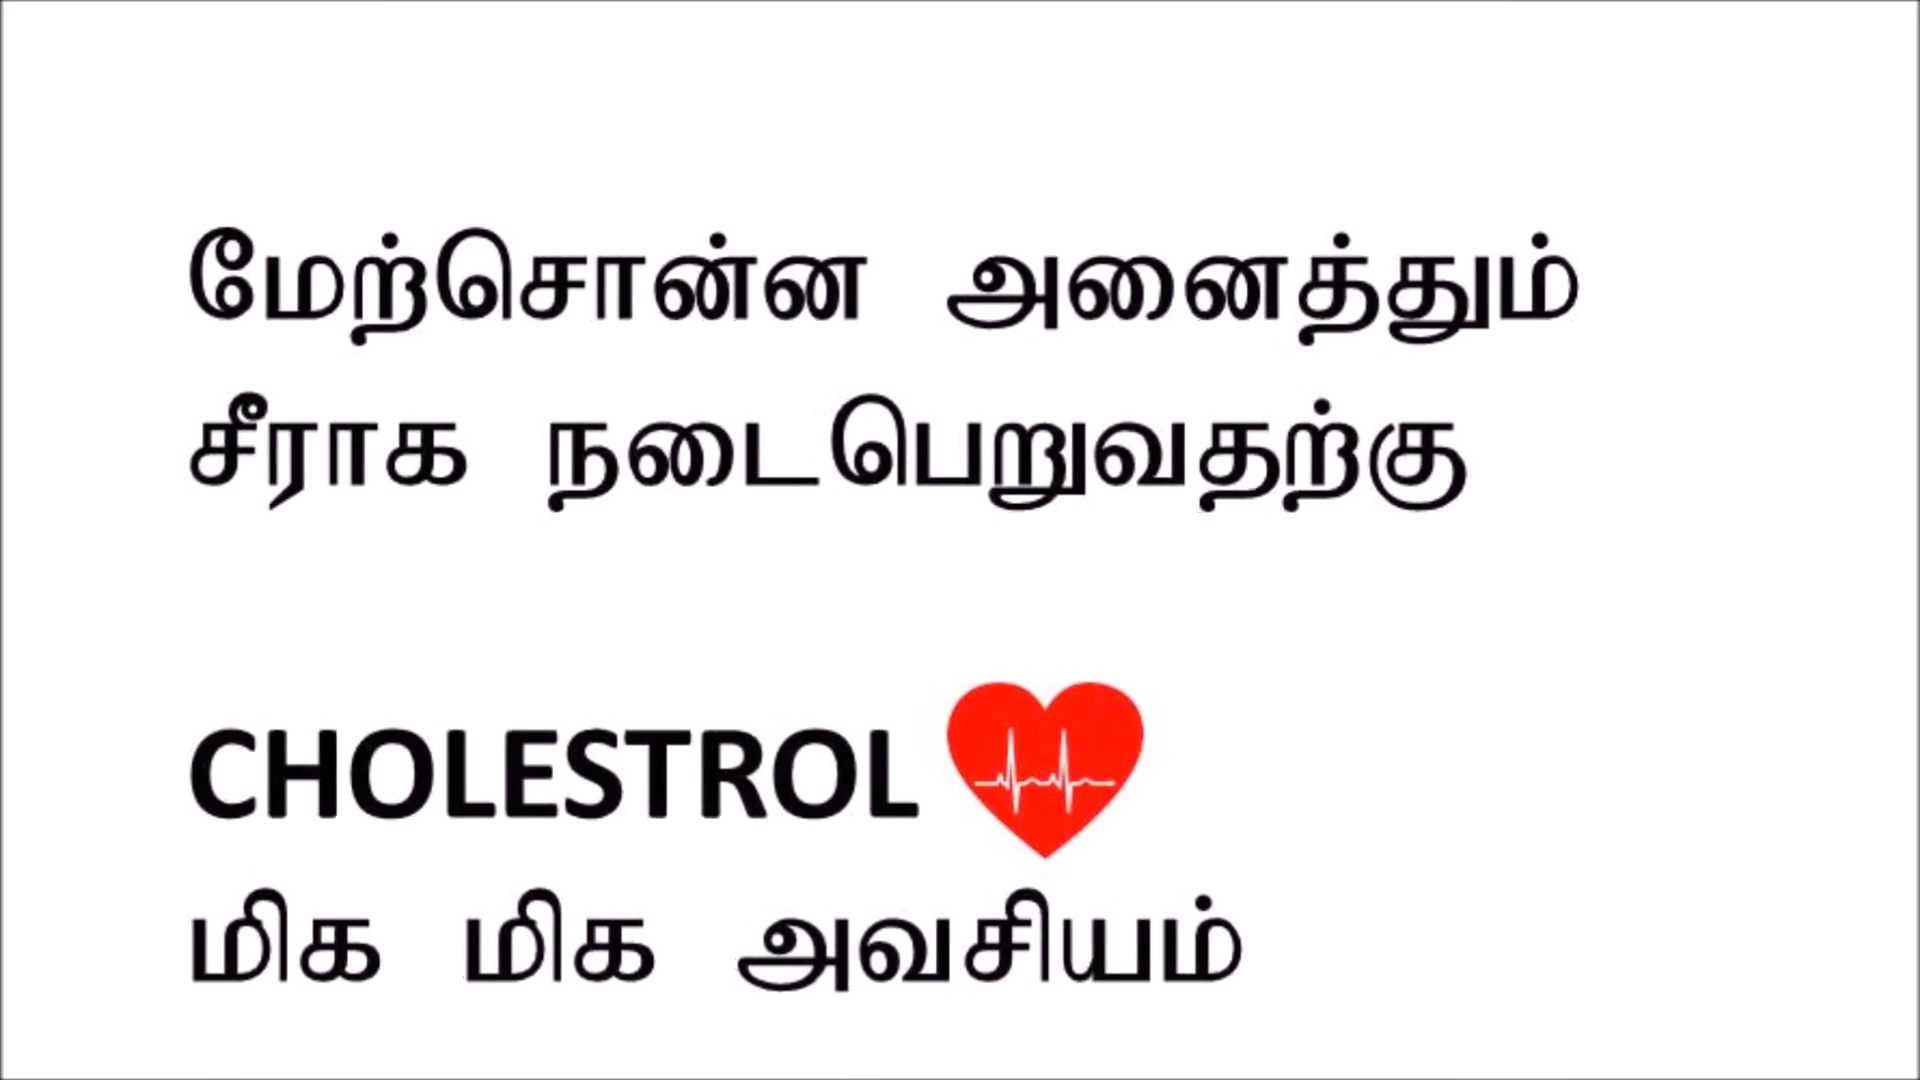 மேற்சொன்ன அனைத்தும்
சீராக நடைபெறுவதற்கு
CHOLESTROL
மிக மிக அவசியம்